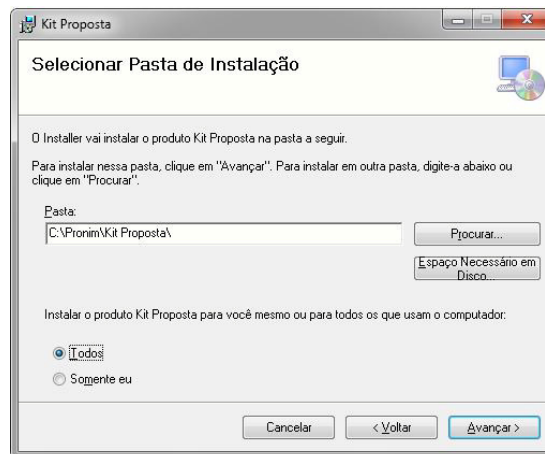 Kit Proposta
Selecionar Pasta de Instalação
O Installer vai instalar o produto Kit Proposta na pasta a seguir.
Para instalar nessa pasta, clique em "Avançar". Para instalar em outra pasta, digite-a abaixo ou
clique em "Procurar".
Pasta:
C:\Pronim\Kit Proposta\
Procurar...
Espaço Necessário em
Disco...
Instalar o produto Kit Proposta para você mesmo ou para todos os que usam o computador:
Todos
Somente eu
Cancelar
< Voltar
Avançar >